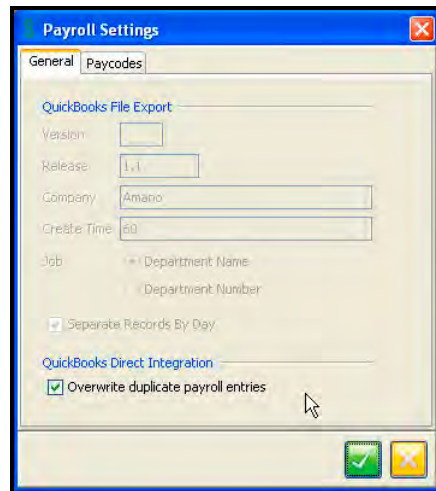 Payroll Settings
General Paycodes
QuickBooks File Export
Version
Release 1.1
Company Amano
Create Time 60
Job Department Name
Department Number
Separate Records By Day
QuickBooks Direct Integration
Overwrite duplicate payroll entries